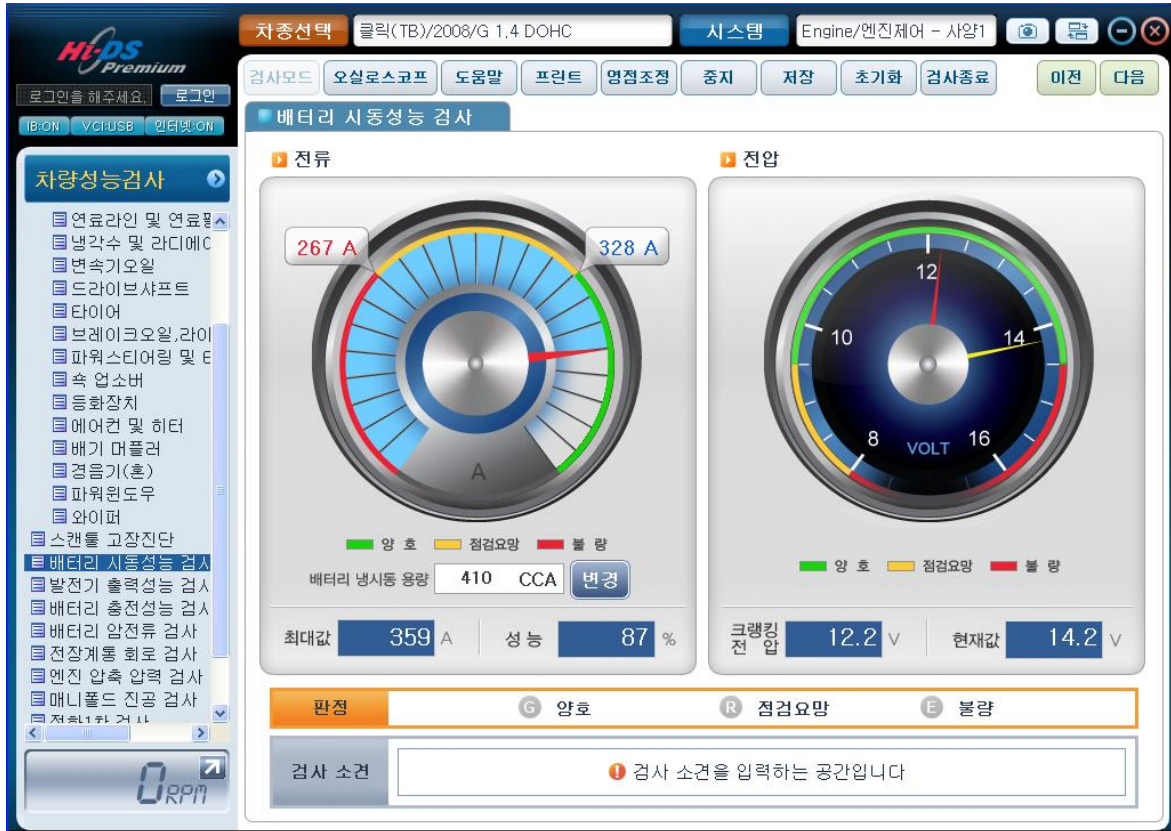 Hi-DS
Premium
차종선택 클릭(TB)/2008/G 1.4 DOHC 시스템 Engine/엔진제어 - 사양1
로그인을 해주세요. 로그인
IB:ON VCI:USB 인터넷:ON
검사모드 오실로스코프 도움말 프린트 영점조정 중지 저장 초기화 검사종료 이전 다음
배터리 시동성능 검사
차량성능검사
연료라인 및 연료
냉각수 및 라디에
변속기오일
드라이브샤프트
타이어
브레이크오일,라이
파워스티어링 및
쇽 업소버
등화장치
에어컨 및 히터
배기 머플러
경음기(혼)
파워윈도우
와이퍼
스캔툴 고장진단
배터리 시동성능 검사
발전기 출력성능 검사
배터리 충전성능 검사
배터리 암전류 검사
전장계통 회로 검사
엔진 압축 압력 검사
매니폴드 진공 검사
점화1차 검사
0 RPM
전류
267 A 328 A
A
양 호 점검요망 불 량
배터리 냉시동 용량 410 CCA 변경
최대값 359 A 성 능 87 %
전압
12
10 14
8 VOLT 16
양 호 점검요망 불 량
크랭킹 전 압 12.2 V 현재값 14.2 V
판정 G 양호 R 점검요망 E 불량
검사 소견 검사 소견을 입력하는 공간입니다